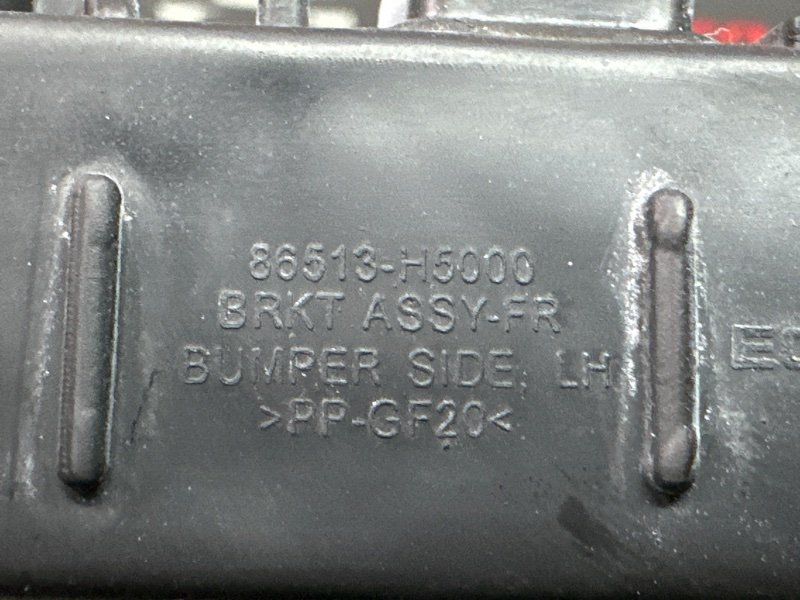 86513-H5000
BRKT ASSY-FR
BUMPER SIDE, LH
>PP-GF20<